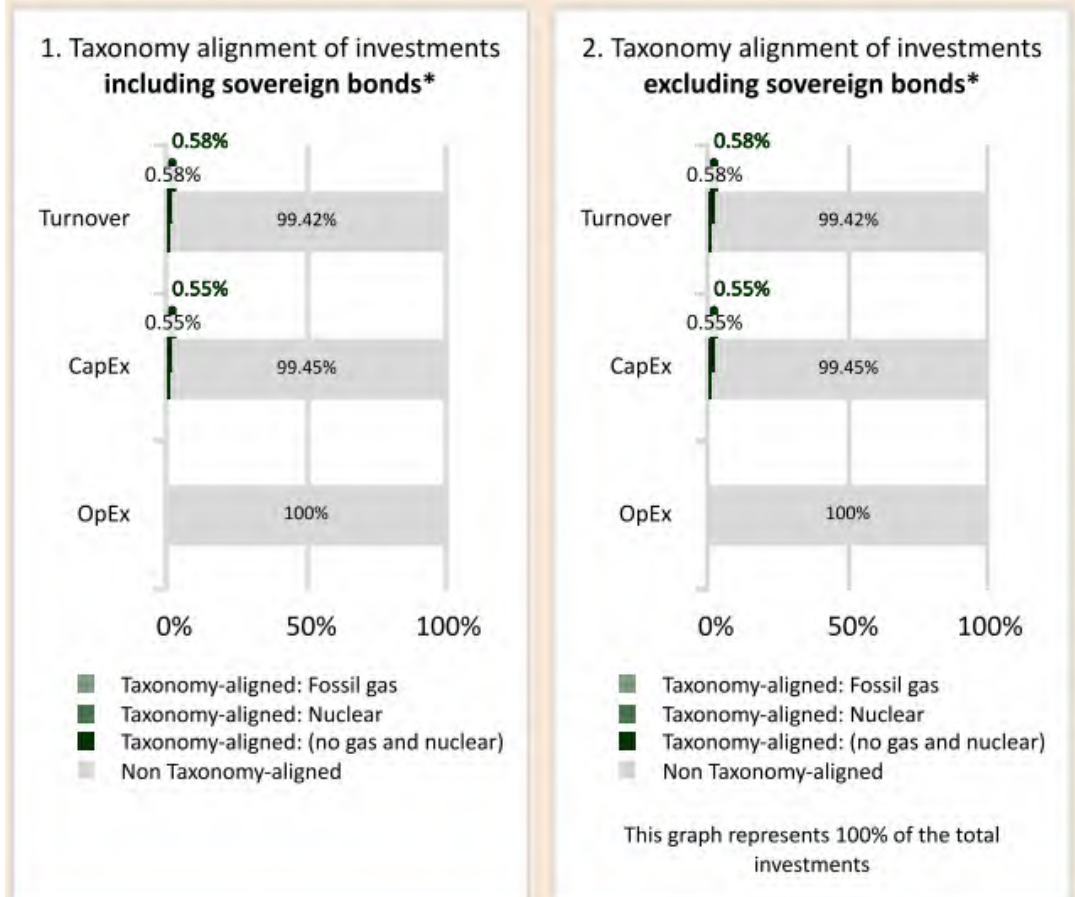 1. Taxonomy alignment of investments
including sovereign bonds*
0.58%
0.58%
Turnover
99.42%
0.55%
0.55%
CapEx
99.45%
OpEx
100%
0%
50%
100%
Taxonomy-aligned: Fossil gas
Taxonomy-aligned: Nuclear
Taxonomy-aligned: (no gas and nuclear)
Non Taxonomy-aligned
2. Taxonomy alignment of investments
excluding sovereign bonds*
0.58%
0.58%
Turnover
99.42%
0.55%
0.55%
CapEx
99.45%
OpEx
100%
0%
50%
100%
Taxonomy-aligned: Fossil gas
Taxonomy-aligned: Nuclear
Taxonomy-aligned: (no gas and nuclear)
Non Taxonomy-aligned
This graph represents 100% of the total
investments